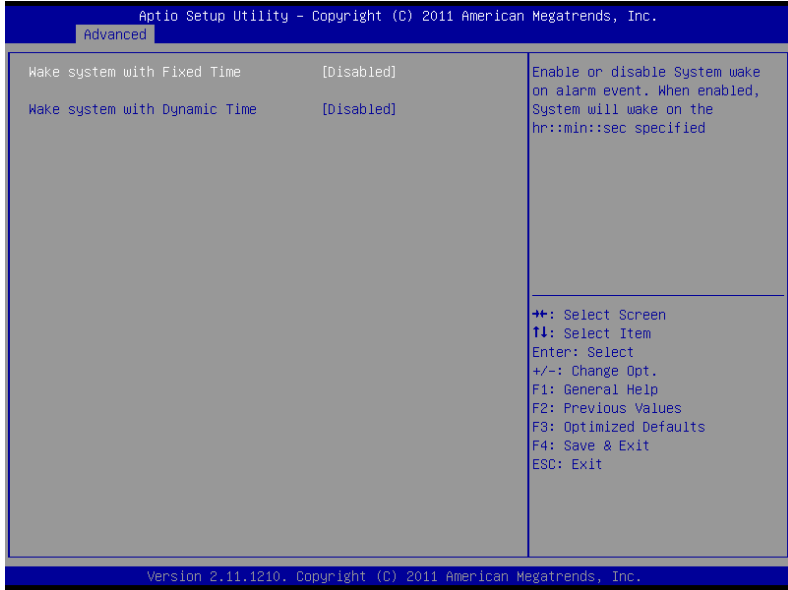 Aptio Setup Utility – Copyright (C) 2011 American Megatrends, Inc.
Advanced
Wake system with Fixed Time [Disabled]
Wake system with Dynamic Time [Disabled]
Enable or disable System wake
on alarm event. When enabled,
System will wake on the
hr::min::sec specified
→←: Select Screen
↑↓: Select Item
Enter: Select
+/-: Change Opt.
F1: General Help
F2: Previous Values
F3: Optimized Defaults
F4: Save & Exit
ESC: Exit
Version 2.11.1210. Copyright (C) 2011 American Megatrends, Inc.